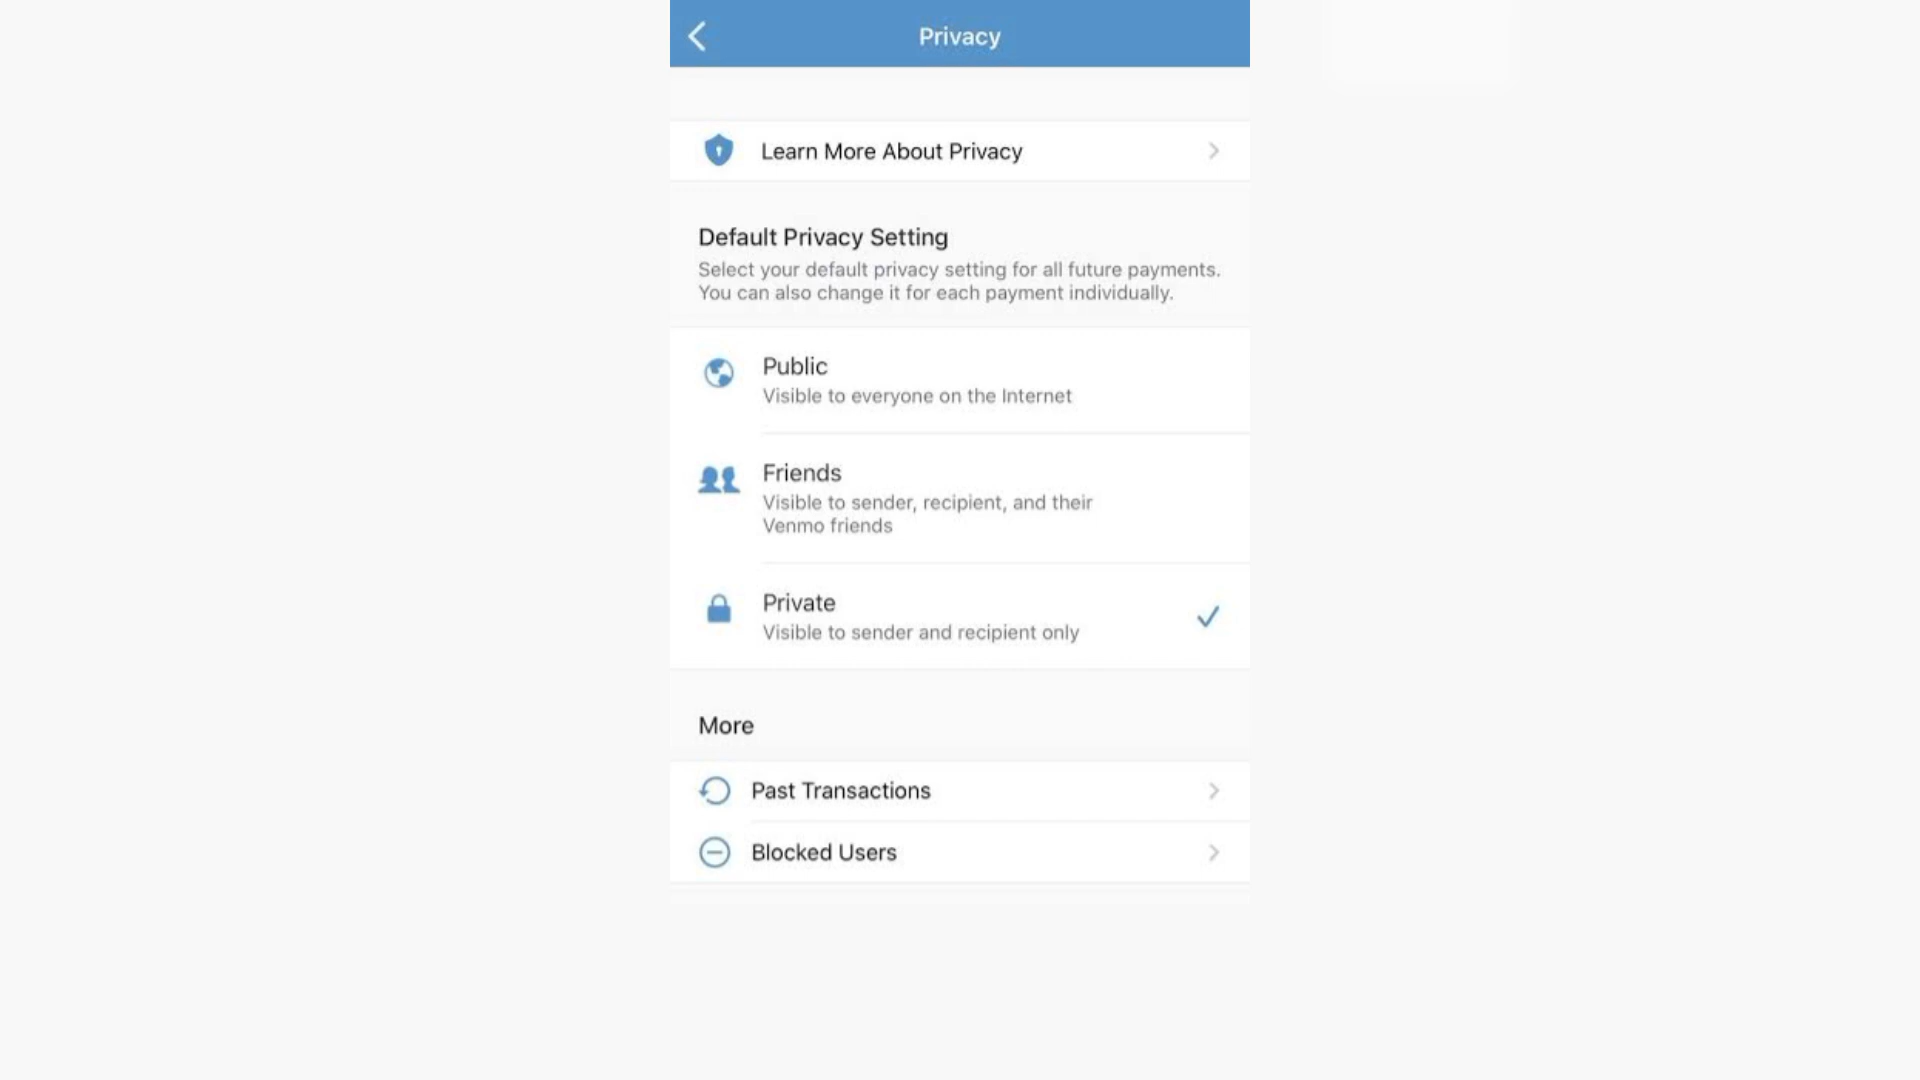 Privacy
Learn More About Privacy
Default Privacy Setting
Select your default privacy setting for all future payments.
You can also change it for each payment individually.
Public
Visible to everyone on the Internet
Friends
Visible to sender, recipient, and their
Venmo friends
Private
Visible to sender and recipient only
More
Past Transactions
Blocked Users